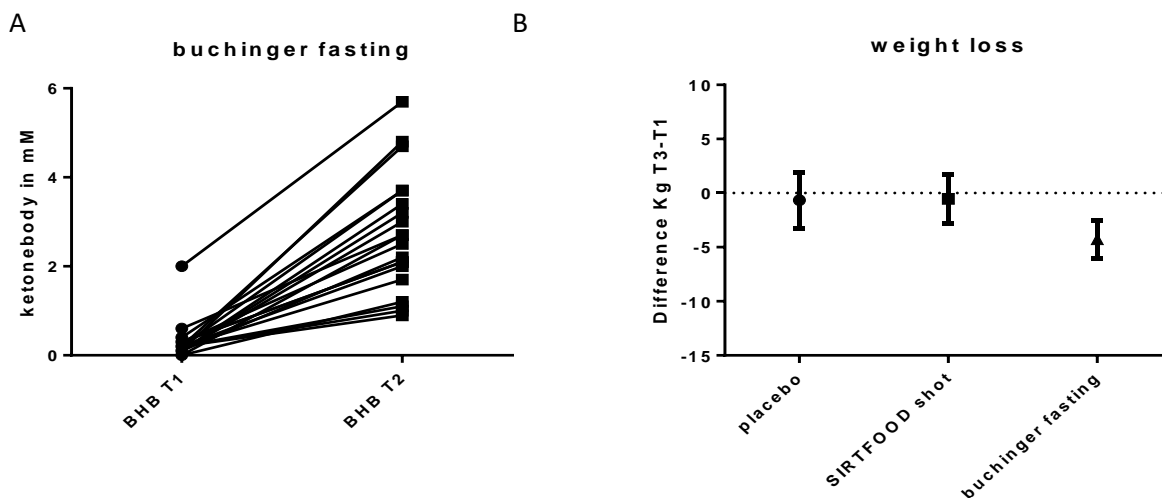 A
buchinger fasting
ketonebody in mM
6
4
2
0
BHB T1
BHB T2
B
weight loss
Difference Kg T3-T1
10
5
0
-5
-10
-15
placebo
SIRTFOOD shot
buchinger fasting